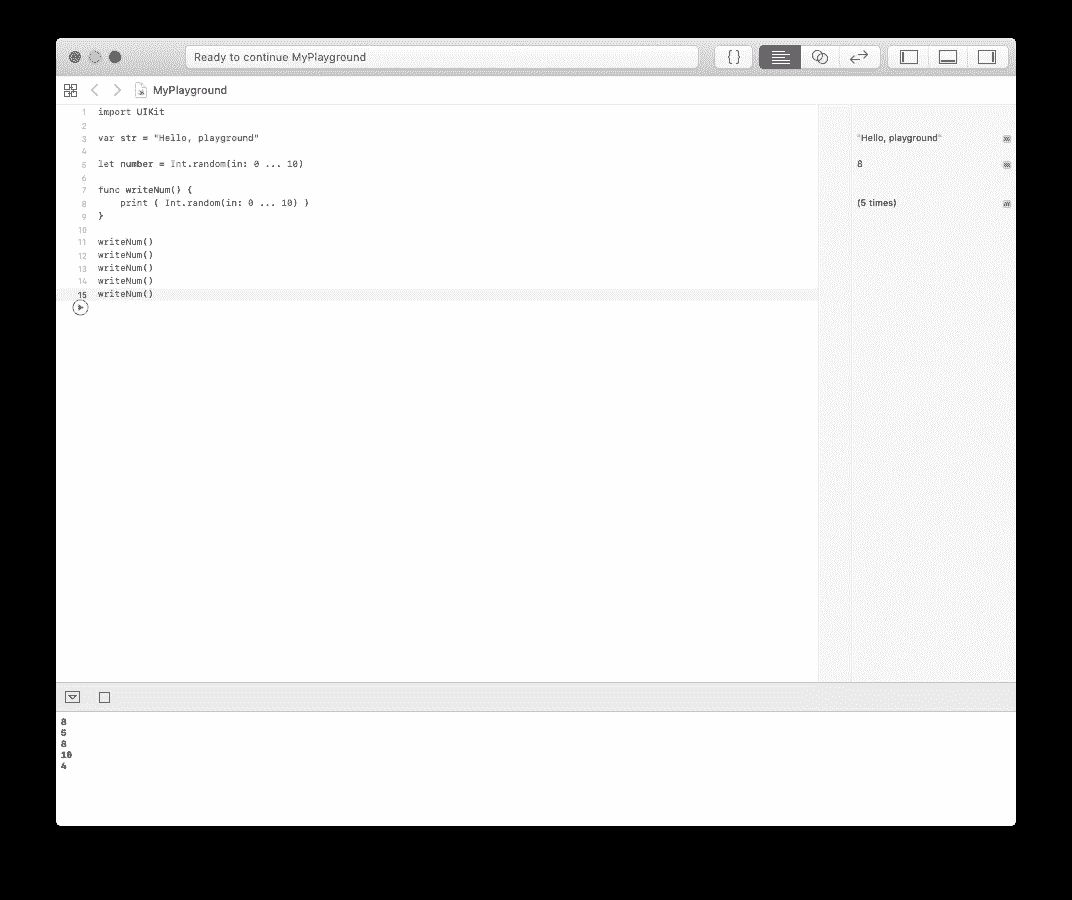 Ready to continue MyPlayground
{ }
MyPlayground
1 import UIKit
2
3 var str = "Hello, playground"
"Hello, playground"
4
5 let number = Int.random(in: 0 ... 10)
8
6
7 func writeNum() {
8 print ( Int.random(in: 0 ... 10) )
(5 times)
9 }
10
11 writeNum()
12 writeNum()
13 writeNum()
14 writeNum()
15 writeNum()
8
5
8
10
4